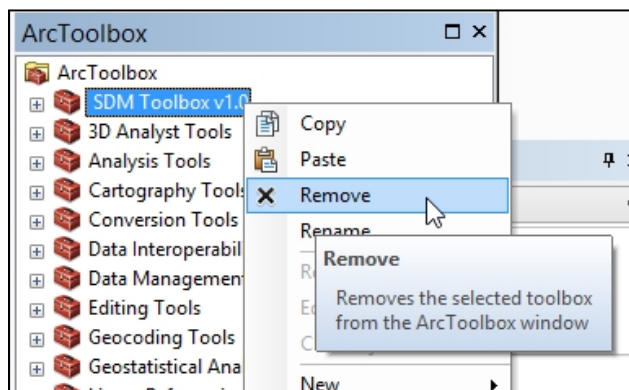 ArcToolbox
ArcToolbox
SDM Toolbox v1.0
3D Analyst Tools
Analysis Tools
Cartography Tools
Conversion Tools
Data Interoperabil
Data Managemen
Editing Tools
Geocoding Tools
Geostatistical Ana
Copy
Paste
Remove
Rename
Remove
Removes the selected toolbox
from the ArcToolbox window
New